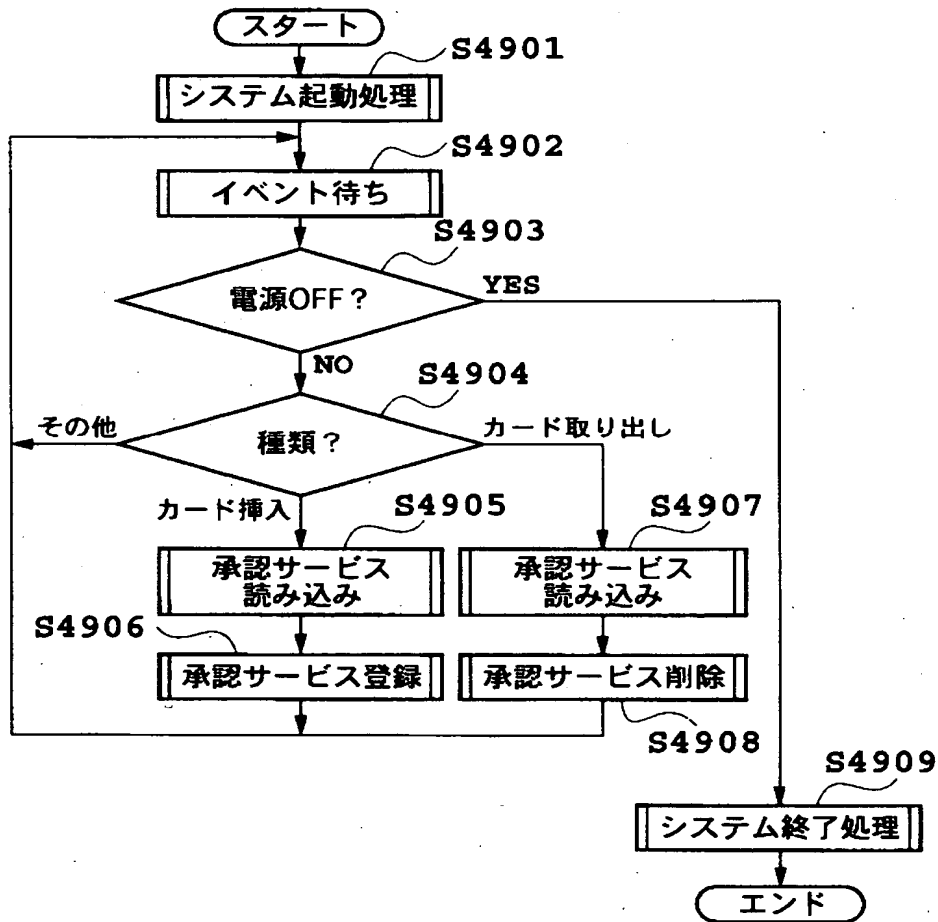 スタート
S4901
システム起動処理
S4902
イベント待ち
S4903
電源OFF?
YES
NO
S4904
その他
種類?
カード取り出し
カード挿入
S4905
S4907
承認サービス
読み込み
承認サービス
読み込み
S4906
承認サービス登録
承認サービス削除
S4908
S4909
システム終了処理
エンド